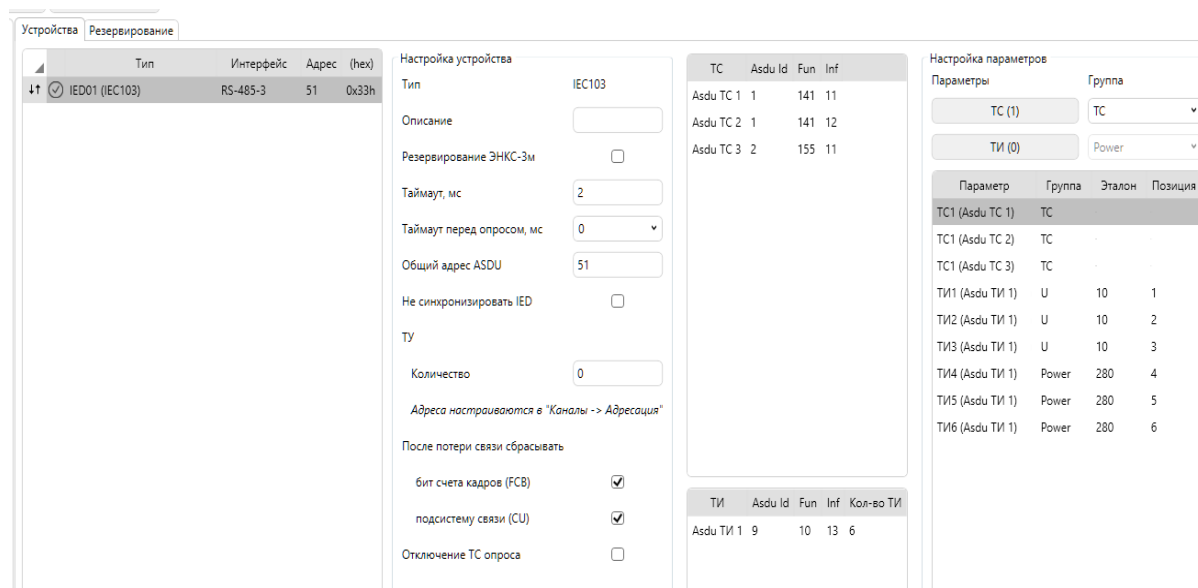 Устройства Резервирование
Тип Интерфейс Адрес (hex)
IED01 (IEC103) RS-485-3 51 0x33h
Настройка устройства
Тип IEC103
Описание
Резервирование ЭНКС-3м
Таймаут, мс 2
Таймаут перед опросом, мс 0
Общий адрес ASDU 51
Не синхронизировать IED
ТУ
Количество 0
Адреса настраиваются в "Каналы -> Адресация"
После потери связи сбрасывать
бит счета кадров (FCB)
подсистему связи (CU)
Отключение ТС опроса
ТС Asdu Id Fun Inf
Asdu ТС 1 1 141 11
Asdu ТС 2 1 141 12
Asdu ТС 3 2 155 11
ТИ Asdu Id Fun Inf Кол-во ТИ
Asdu ТИ 1 9 10 13 6
Настройка параметров
Параметры Группа
ТС (1) ТС
ТИ (0) Power
Параметр Группа Эталон Позиция
ТС1 (Asdu ТС 1) ТС
ТС1 (Asdu ТС 2) ТС
ТС1 (Asdu ТС 3) ТС
ТИ1 (Asdu ТИ 1) U 10 1
ТИ2 (Asdu ТИ 1) U 10 2
ТИ3 (Asdu ТИ 1) U 10 3
ТИ4 (Asdu ТИ 1) Power 280 4
ТИ5 (Asdu ТИ 1) Power 280 5
ТИ6 (Asdu ТИ 1) Power 280 6